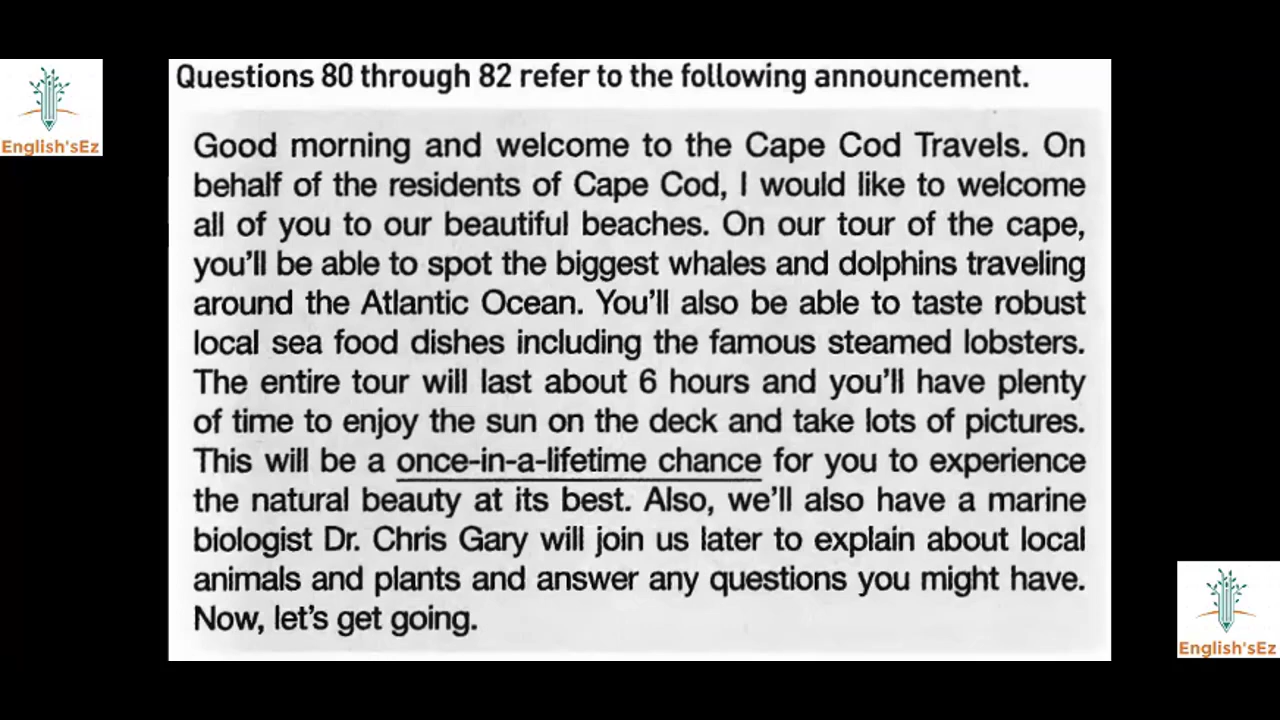 Questions 80 through 82 refer to the following announcement.
English'sEz
Good morning and welcome to the Cape Cod Travels. On
behalf of the residents of Cape Cod, I would like to welcome
all of you to our beautiful beaches. On our tour of the cape,
you'll be able to spot the biggest whales and dolphins traveling
around the Atlantic Ocean. You'll also be able to taste robust
local sea food dishes including the famous steamed lobsters.
The entire tour will last about 6 hours and you'll have plenty
of time to enjoy the sun on the deck and take lots of pictures.
This will be a once-in-a-lifetime chance for you to experience
the natural beauty at its best. Also, we'll also have a marine
biologist Dr. Chris Gary will join us later to explain about local
animals and plants and answer any questions you might have.
Now, let's get going.
English'sEz